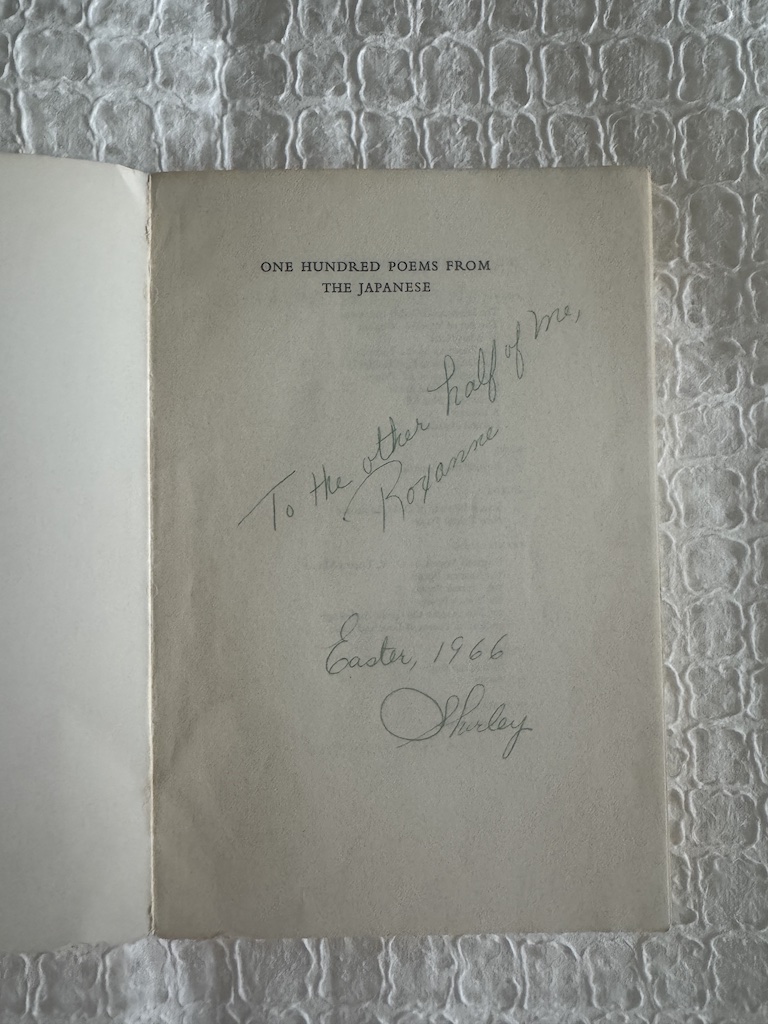 ONE HUNDRED POEMS FROM
THE JAPANESE
To the other half of me,
Roxanne
Easter, 1966
Shirley